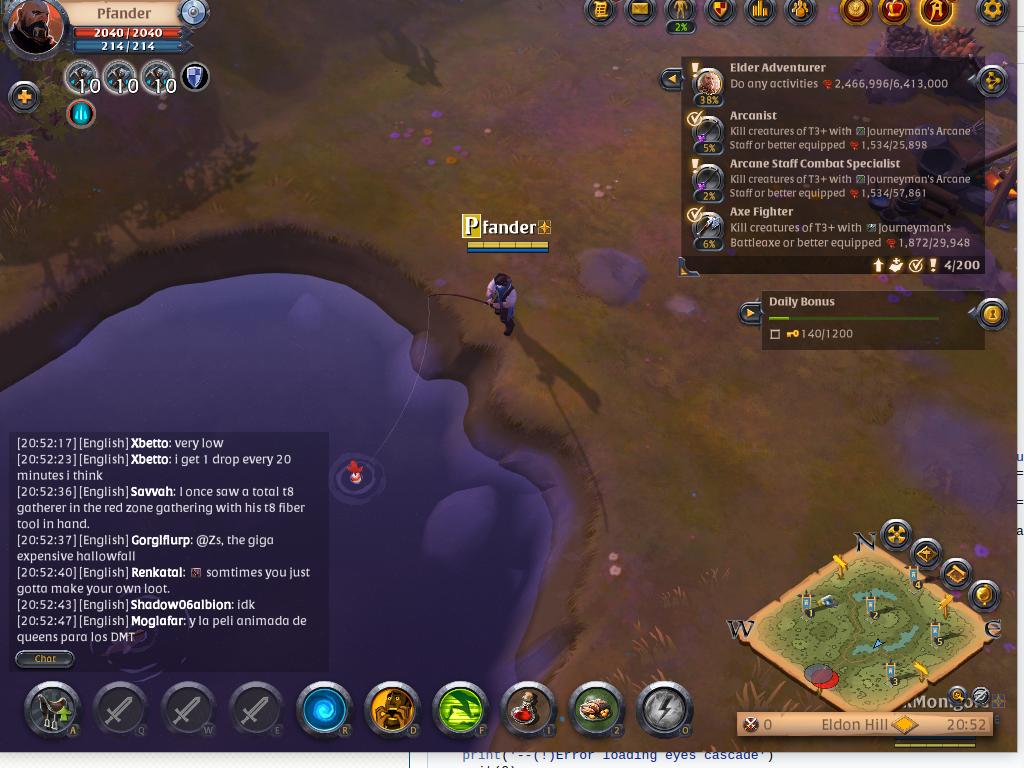 Pfander
2040/2040
214/214
10 10 10
2%
Elder Adventurer
Do any activities 2,466,996/6,413,000
38%
Arcanist
Kill creatures of T3+ with Journeyman's Arcane
Staff or better equipped 1,534/25,898
5%
Arcane Staff Combat Specialist
Kill creatures of T3+ with Journeyman's Arcane
Staff or better equipped 1,534/57,861
2%
Axe Fighter
Kill creatures of T3+ with Journeyman's
Battleaxe or better equipped 1,872/29,948
6%
4/200
Daily Bonus
140/1200
Pfander
[20:52:17] [English] Xbetto: very low
[20:52:23] [English] Xbetto: i get 1 drop every 20
minutes i think
[20:52:36] [English] Savvah: I once saw a total t8
gatherer in the red zone gathering with his t8 fiber
tool in hand.
[20:52:37] [English] Gorgiflurp: @Zs, the giga
expensive hallowfall
[20:52:40] [English] Renkatal: somtimes you just
gotta make your own loot.
[20:52:43] [English] Shadow06albion: idk
[20:52:47] [English] Moglafar: y la peli animada de
queens para los DMT
Chat
A Q W E R D F 1 2 O
N
W
E
1 2 3 4 5
0 Eldon Hill 20:52
print('--(!)Error loading eyes cascade')